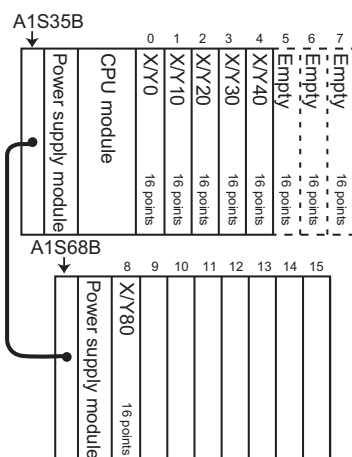 A1S35B
0 1 2 3 4 5 6 7
Power supply module
CPU module
X/Y0 16 points
X/Y10 16 points
X/Y20 16 points
X/Y30 16 points
X/Y40 16 points
Empty 16 points
Empty 16 points
Empty 16 points
A1S68B
8 9 10 11 12 13 14 15
Power supply module
X/Y80 16 points